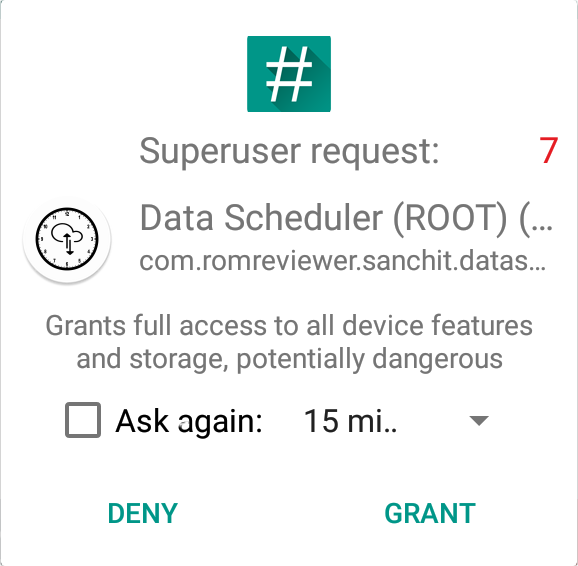 #
Superuser request: 7
Data Scheduler (ROOT) (...
com.romreviewer.sanchit.datas...
Grants full access to all device features
and storage, potentially dangerous
Ask again: 15 mi..
DENY GRANT